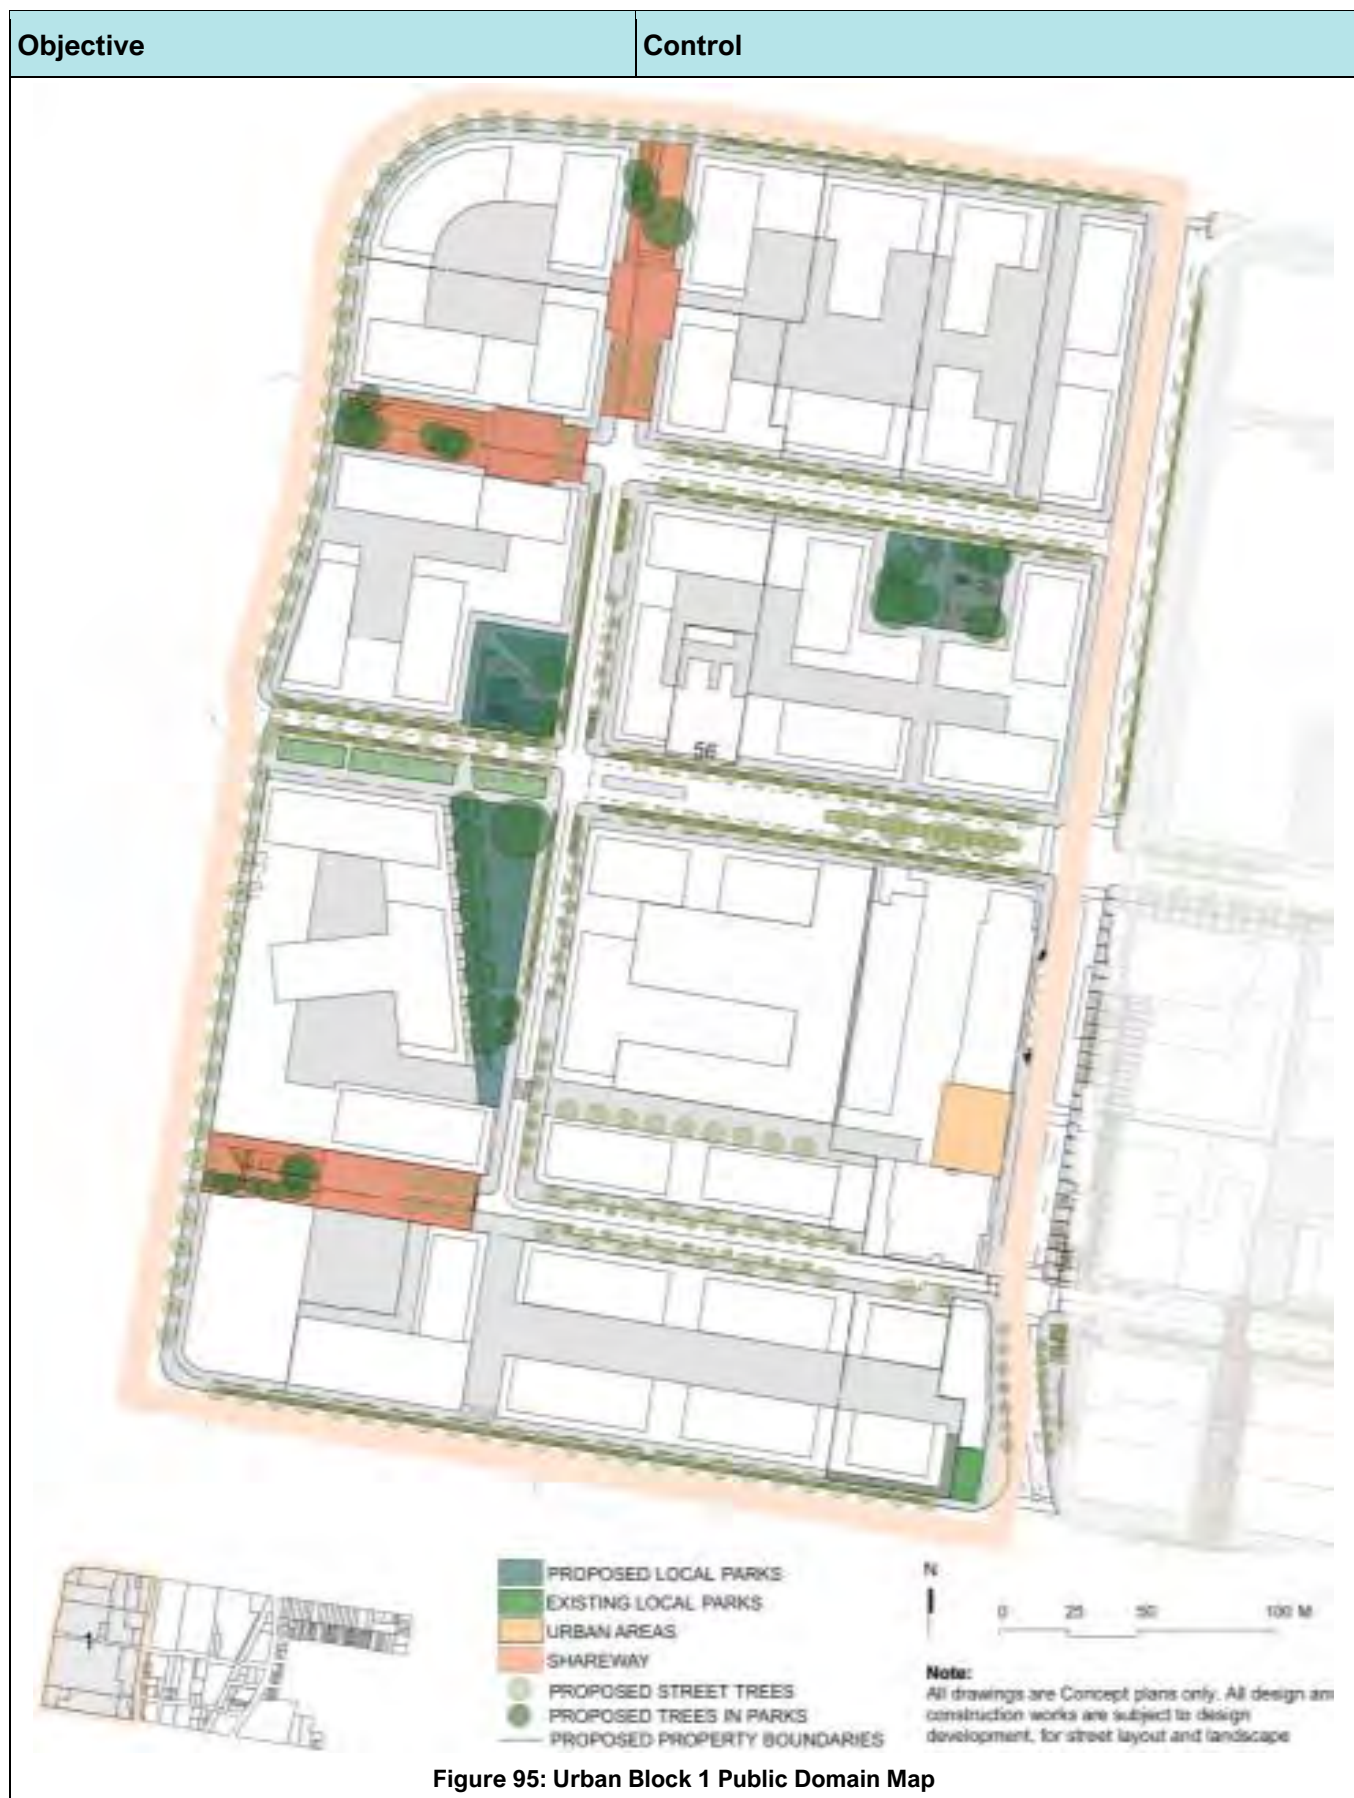 Objective
Control
56
1
PROPOSED LOCAL PARKS
EXISTING LOCAL PARKS
URBAN AREAS
SHAREWAY
PROPOSED STREET TREES
PROPOSED TREES IN PARKS
PROPOSED PROPERTY BOUNDARIES
N
0 25 50 100 M
Note:
All drawings are Concept plans only. All design an
construction works are subject to design
development, for street layout and landscape
Figure 95: Urban Block 1 Public Domain Map